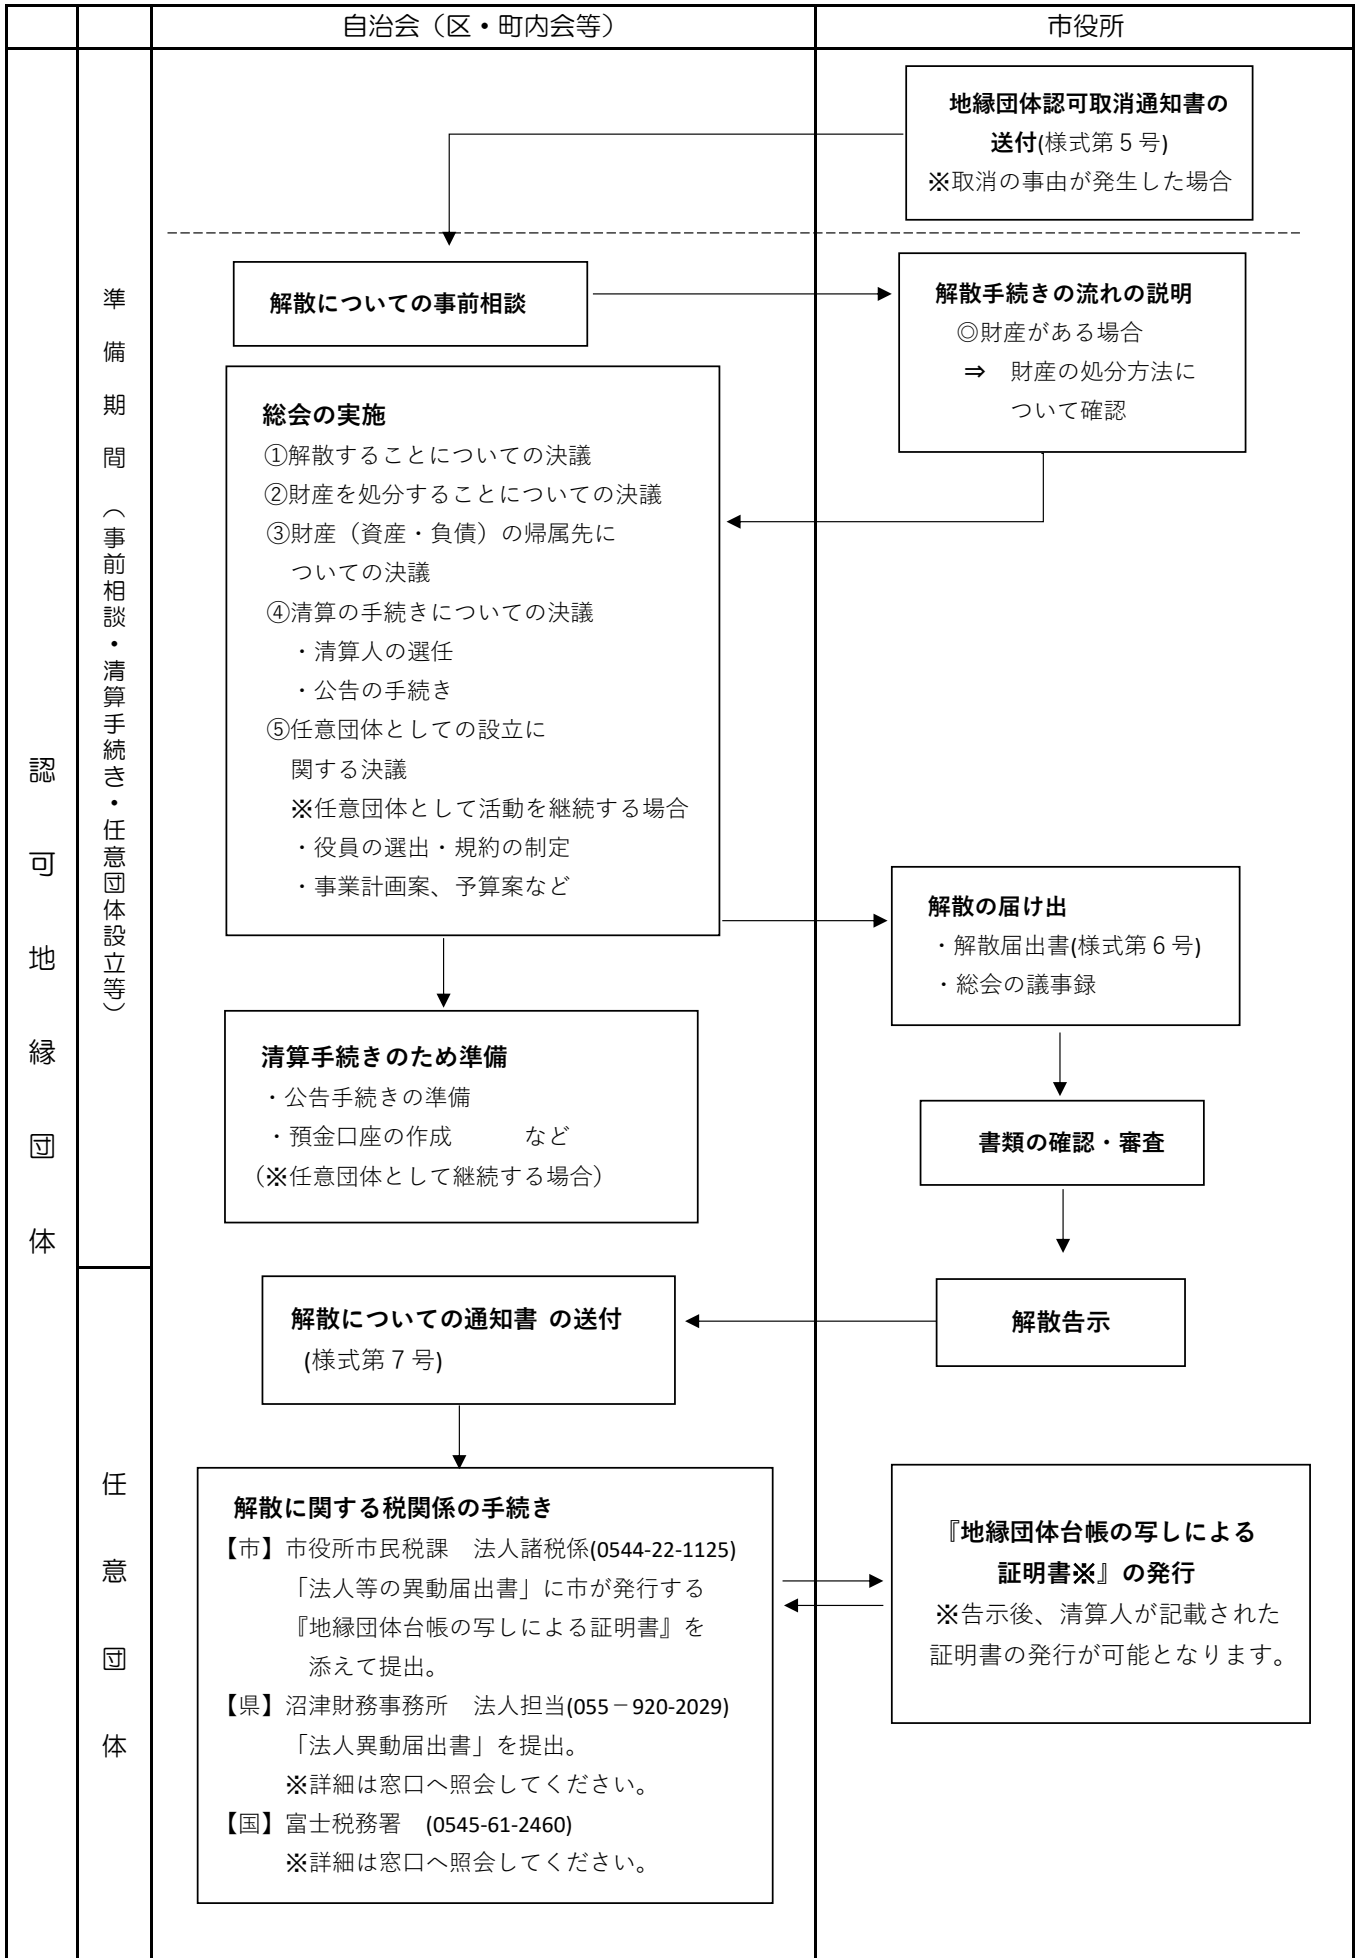 自治会（区・町内会等）
市役所
地縁団体認可取消通知書の
送付(様式第５号)
※取消の事由が発生した場合
解散についての事前相談
解散手続きの流れの説明
◎財産がある場合
⇒　財産の処分方法に
ついて確認
総会の実施
①解散することについての決議
②財産を処分することについての決議
③財産（資産・負債）の帰属先に
ついての決議
④清算の手続きについての決議
・清算人の選任
・公告の手続き
⑤任意団体としての設立に
関する決議
※任意団体として活動を継続する場合
・役員の選出・規約の制定
・事業計画案、予算案など
解散の届け出
・解散届出書(様式第６号)
・総会の議事録
清算手続きのため準備
・公告手続きの準備
・預金口座の作成　　　など
（※任意団体として継続する場合）
書類の確認・審査
解散告示
解散についての通知書 の送付
(様式第７号)
解散に関する税関係の手続き
【市】市役所市民税課　法人諸税係(0544-22-1125)
「法人等の異動届出書」に市が発行する
『地縁団体台帳の写しによる証明書』を
添えて提出。
【県】沼津財務事務所　法人担当(055－920-2029)
「法人異動届出書」を提出。
※詳細は窓口へ照会してください。
【国】富士税務署　(0545-61-2460)
※詳細は窓口へ照会してください。
『地縁団体台帳の写しによる
証明書※』の発行
※告示後、清算人が記載された
証明書の発行が可能となります。
認可地縁団体
準備期間（事前相談・清算手続き・任意団体設立等）
任意団体